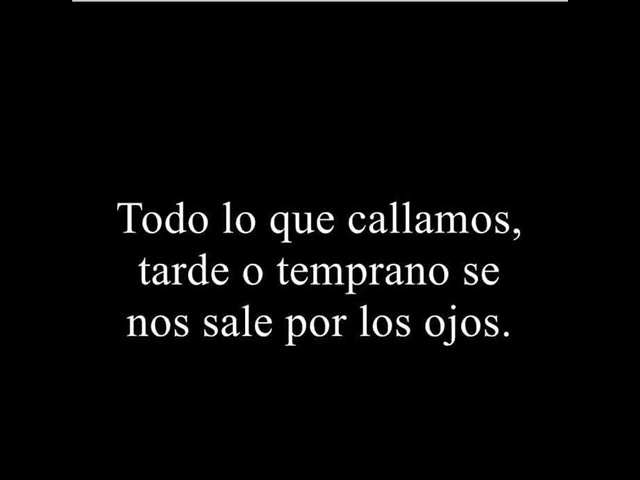 Todo lo que callamos,
tarde o temprano se
nos sale por los ojos.